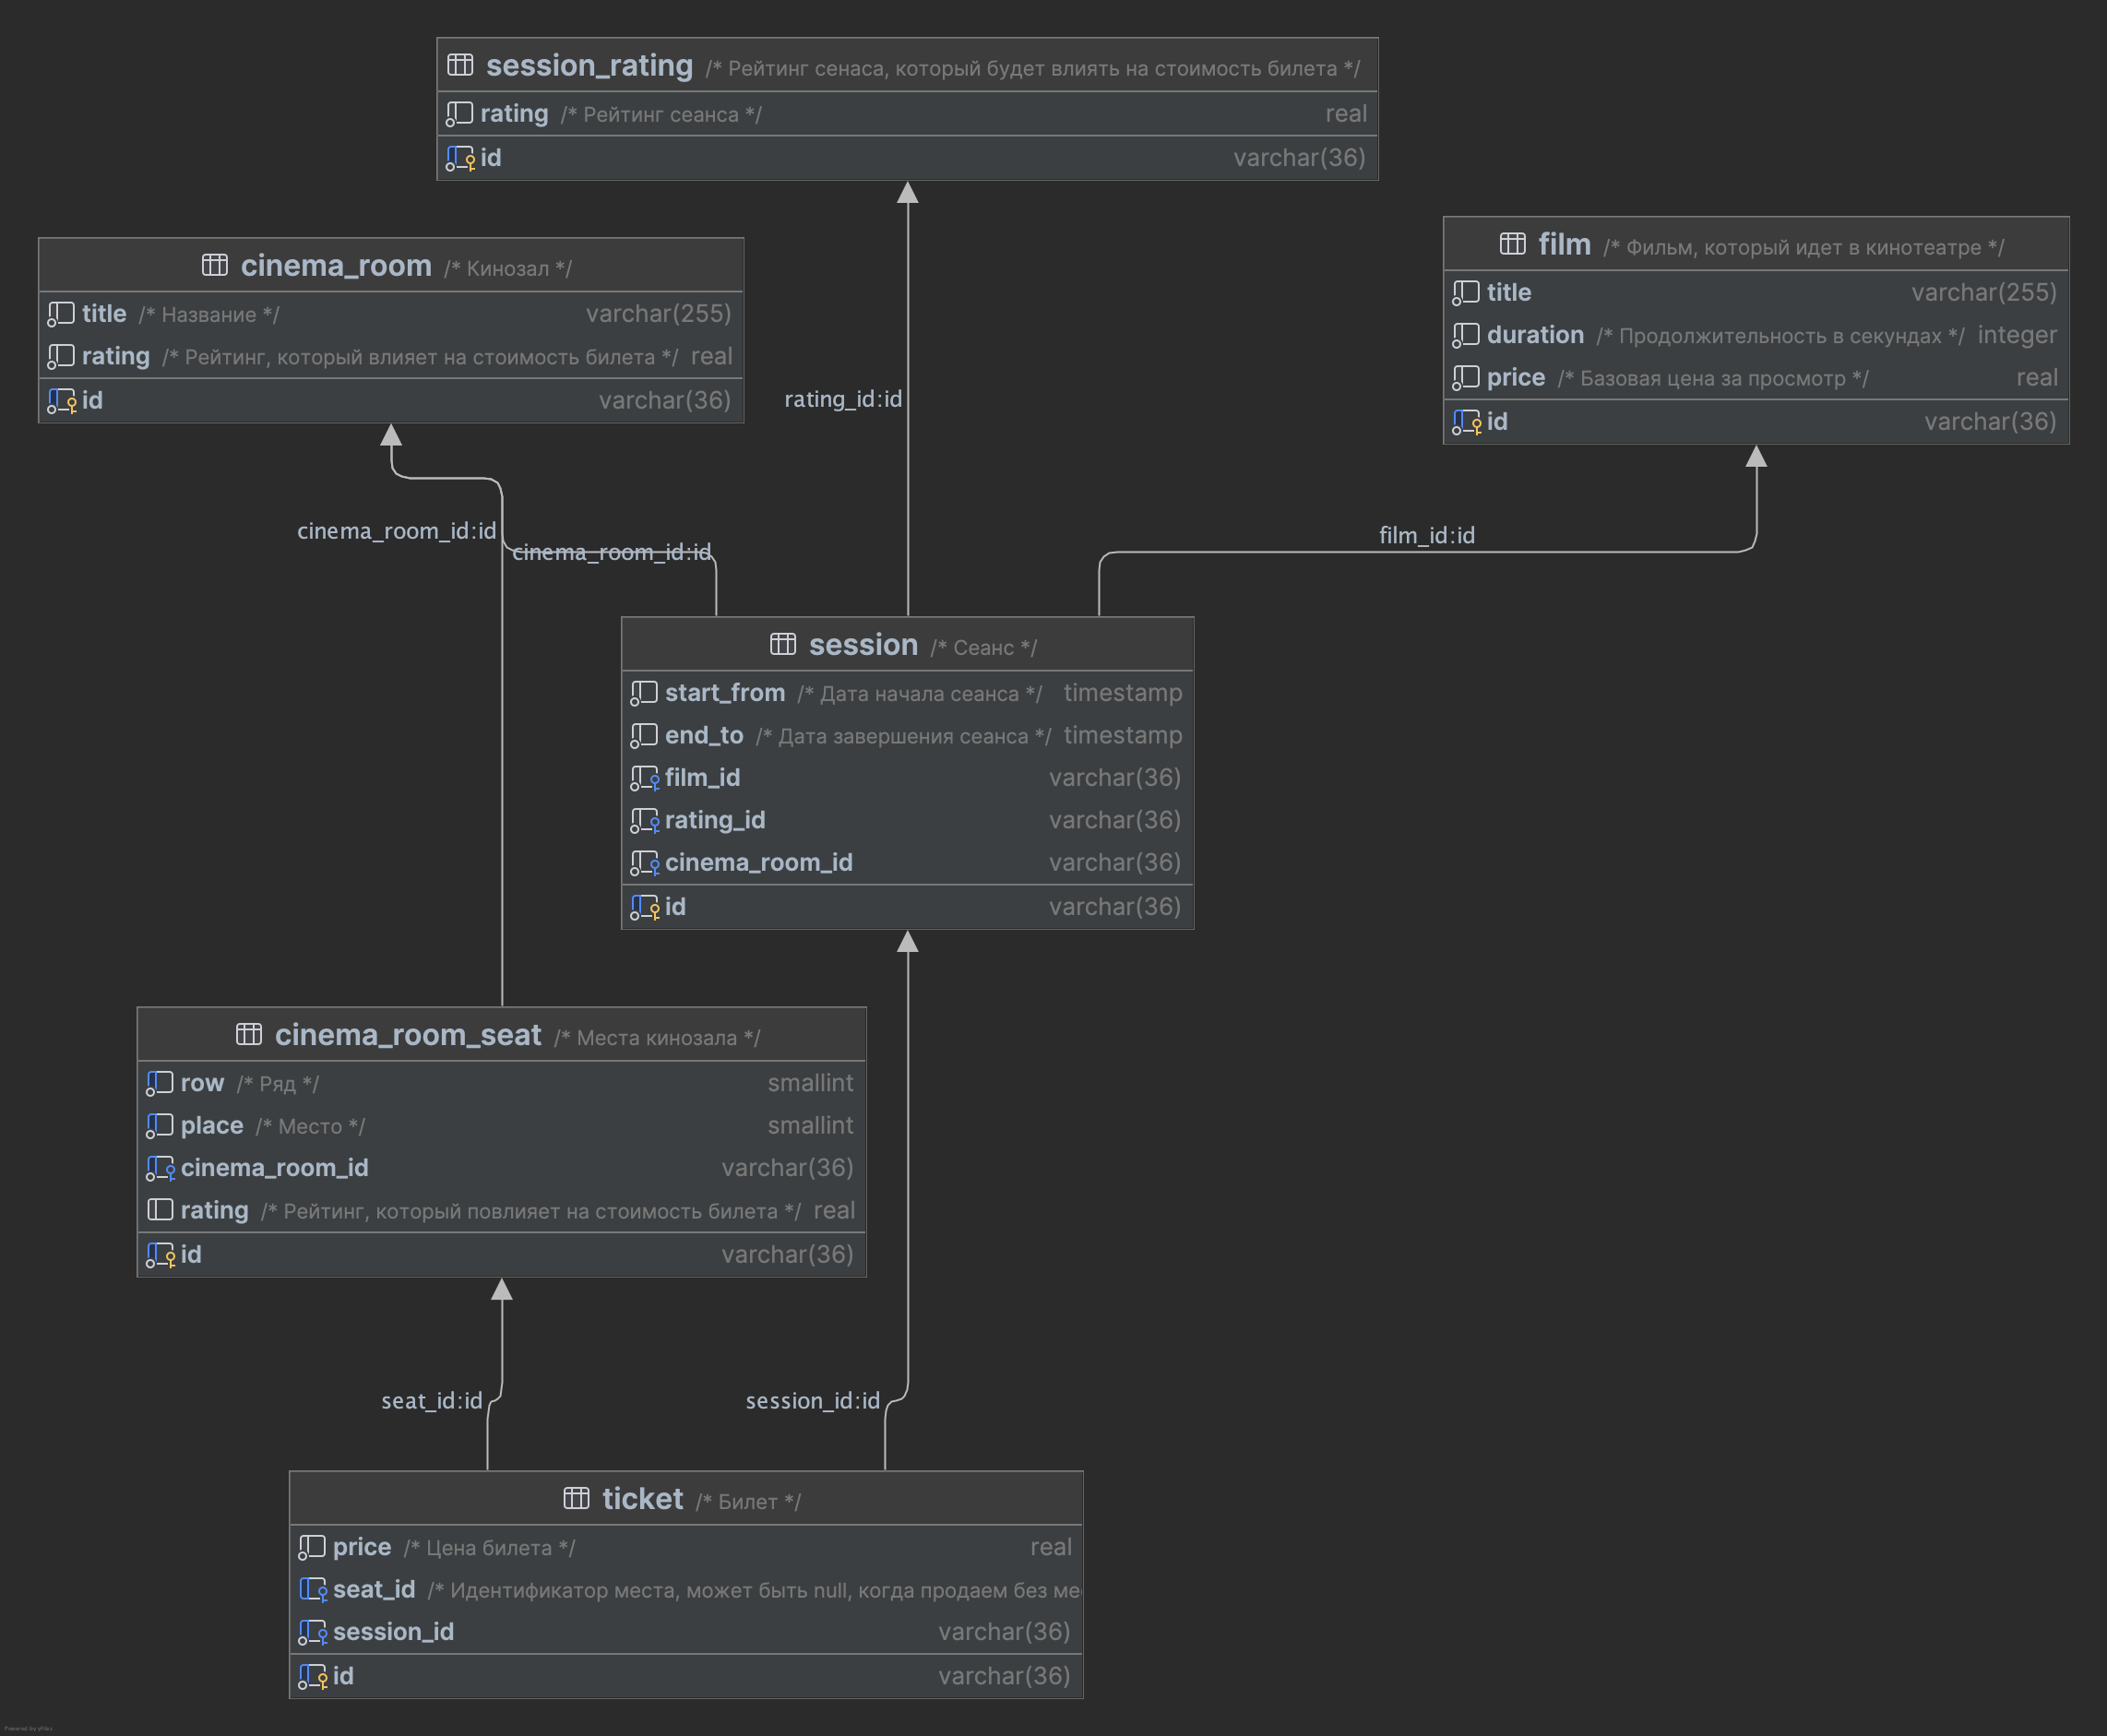 session_rating /* Рейтинг сенаса, который будет влиять на стоимость билета */
rating /* Рейтинг сеанса */ real
id varchar(36)
cinema_room /* Кинозал */
title /* Название */ varchar(255)
rating /* Рейтинг, который влияет на стоимость билета */ real
id varchar(36)
film /* Фильм, который идет в кинотеатре */
title varchar(255)
duration /* Продолжительность в секундах */ integer
price /* Базовая цена за просмотр */ real
id varchar(36)
rating_id:id
cinema_room_id:id
cinema_room_id:id
film_id:id
session /* Сеанс */
start_from /* Дата начала сеанса */ timestamp
end_to /* Дата завершения сеанса */ timestamp
film_id varchar(36)
rating_id varchar(36)
cinema_room_id varchar(36)
id varchar(36)
cinema_room_seat /* Места кинозала */
row /* Ряд */ smallint
place /* Место */ smallint
cinema_room_id varchar(36)
rating /* Рейтинг, который повлияет на стоимость билета */ real
id varchar(36)
seat_id:id
session_id:id
ticket /* Билет */
price /* Цена билета */ real
seat_id /* Идентификатор места, может быть null, когда продаем без ме
session_id varchar(36)
id varchar(36)
Powered by yFiles